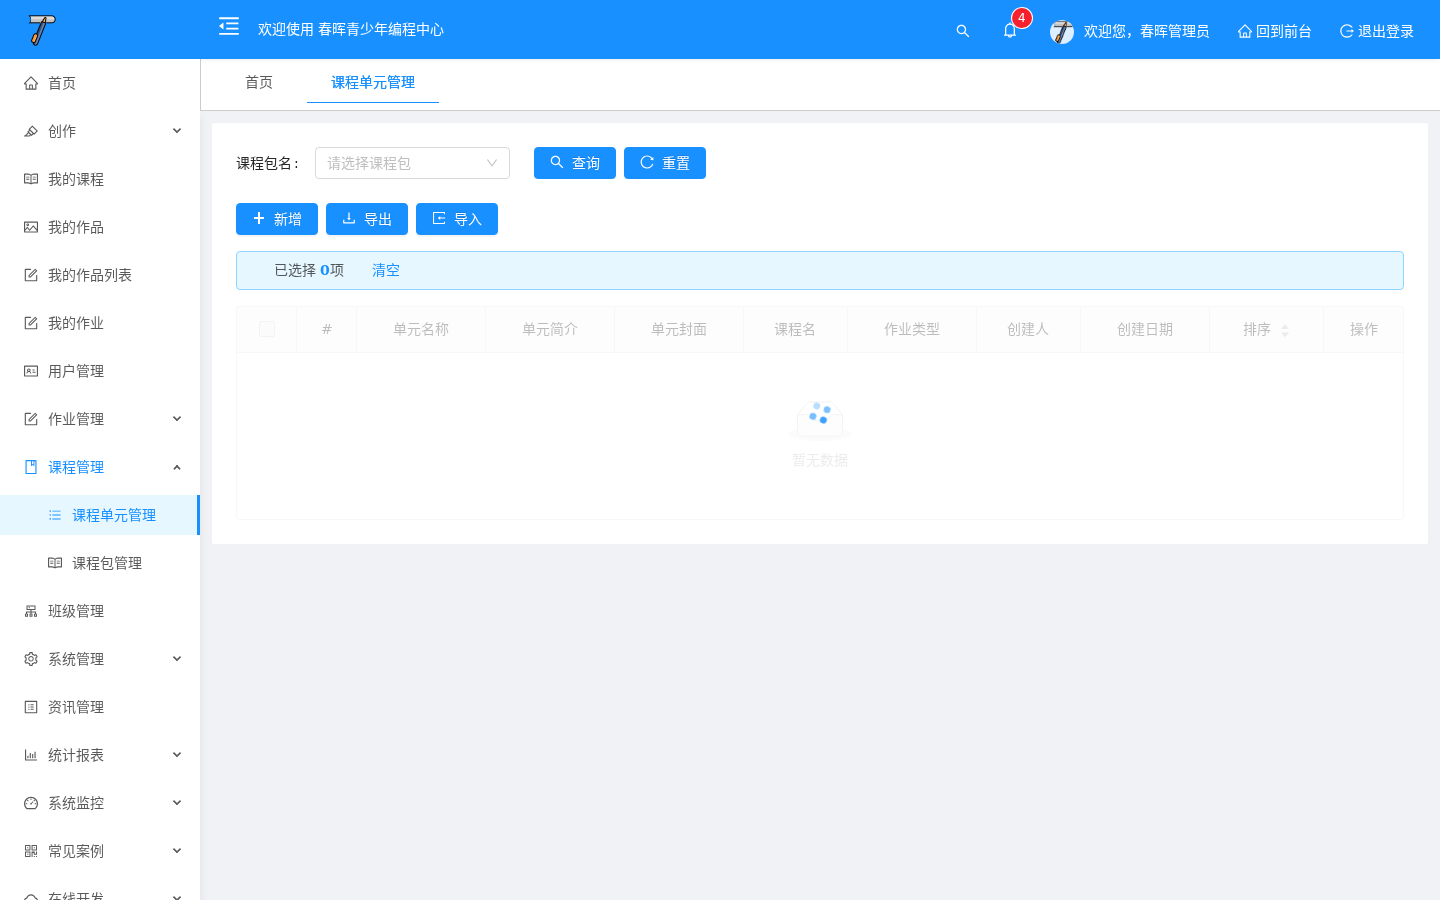 欢迎使用 春晖青少年编程中心
4
欢迎您，春晖管理员
回到前台
退出登录
首页
创作
我的课程
我的作品
我的作品列表
我的作业
用户管理
作业管理
课程管理
课程单元管理
课程包管理
班级管理
系统管理
资讯管理
统计报表
系统监控
常见案例
在线开发
首页
课程单元管理
课程包名：
请选择课程包
查询
重置
新增
导出
导入
已选择 0项
清空
#
单元名称
单元简介
单元封面
课程名
作业类型
创建人
创建日期
排序
操作
暂无数据